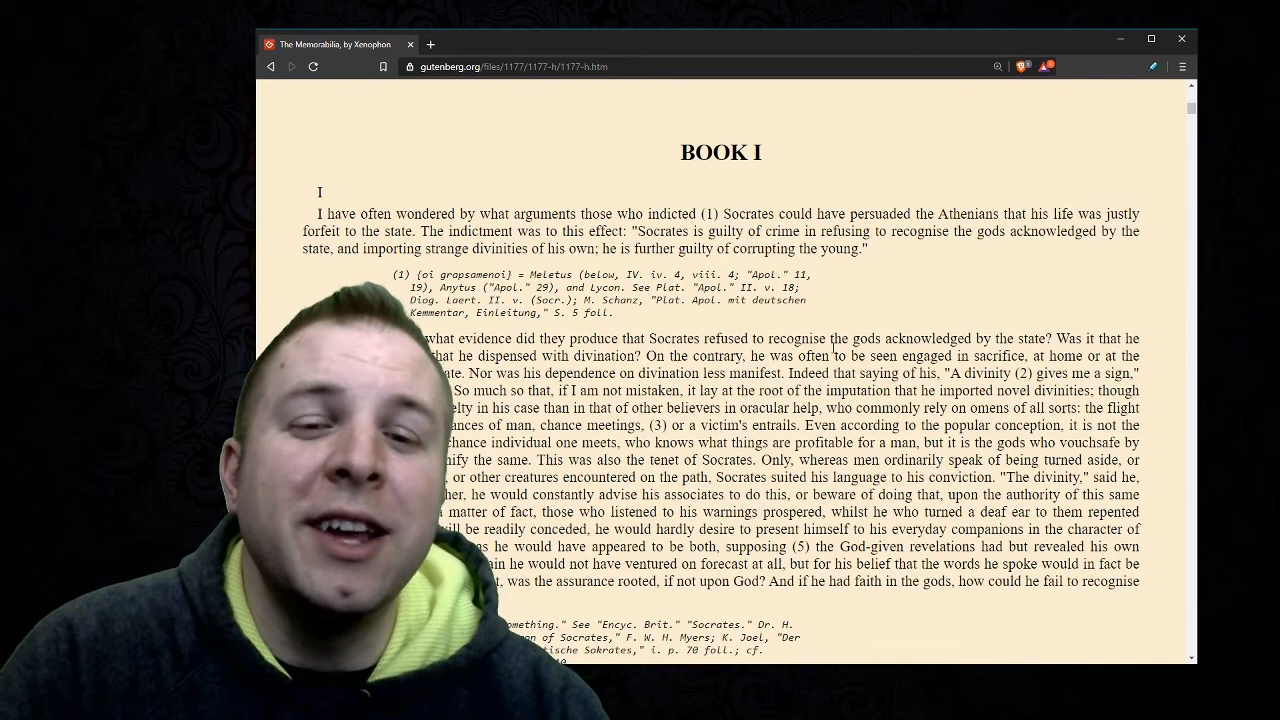 The Memorabilia, by Xenophon
gutenberg.org/files/1177/1177-h/1177-h.htm
BOOK I
I
I have often wondered by what arguments those who indicted (1) Socrates could have persuaded the Athenians that his life was justly
forfeit to the state. The indictment was to this effect: "Socrates is guilty of crime in refusing to recognise the gods acknowledged by the
state, and importing strange divinities of his own; he is further guilty of corrupting the young."
(1) {oi grapsamenoi} = Meletus (below, IV. iv. 4, viii. 4; "Apol." 11,
19), Anytus ("Apol." 29), and Lycon. See Plat. "Apol." II. v. 18;
Diog. Laert. II. v. (Socr.); M. Schanz, "Plat. Apol. mit deutschen
Kemmentar, Einleitung," S. 5 foll.
what evidence did they produce that Socrates refused to recognise the gods acknowledged by the state? Was it that he
that he dispensed with divination? On the contrary, he was often to be seen engaged in sacrifice, at home or at the
Nor was his dependence on divination less manifest. Indeed that saying of his, "A divinity (2) gives me a sign,"
So much so that, if I am not mistaken, it lay at the root of the imputation that he imported novel divinities; though
in his case than in that of other believers in oracular help, who commonly rely on omens of all sorts: the flight
of man, chance meetings, (3) or a victim's entrails. Even according to the popular conception, it is not the
chance individual one meets, who knows what things are profitable for a man, but it is the gods who vouchsafe by
the same. This was also the tenet of Socrates. Only, whereas men ordinarily speak of being turned aside, or
or other creatures encountered on the path, Socrates suited his language to his conviction. "The divinity," said he,
he would constantly advise his associates to do this, or beware of doing that, upon the authority of this same
matter of fact, those who listened to his warnings prospered, whilst he who turned a deaf ear to them repented
be readily conceded, he would hardly desire to present himself to his everyday companions in the character of
as he would have appeared to be both, supposing (5) the God-given revelations had but revealed his own
he would not have ventured on forecast at all, but for his belief that the words he spoke would in fact be
was the assurance rooted, if not upon God? And if he had faith in the gods, how could he fail to recognise
See "Encyc. Brit." "Socrates." Dr. H.
of Socrates," F. W. H. Myers; K. Joel, "Der
Sokrates," i. p. 70 foll.; cf.